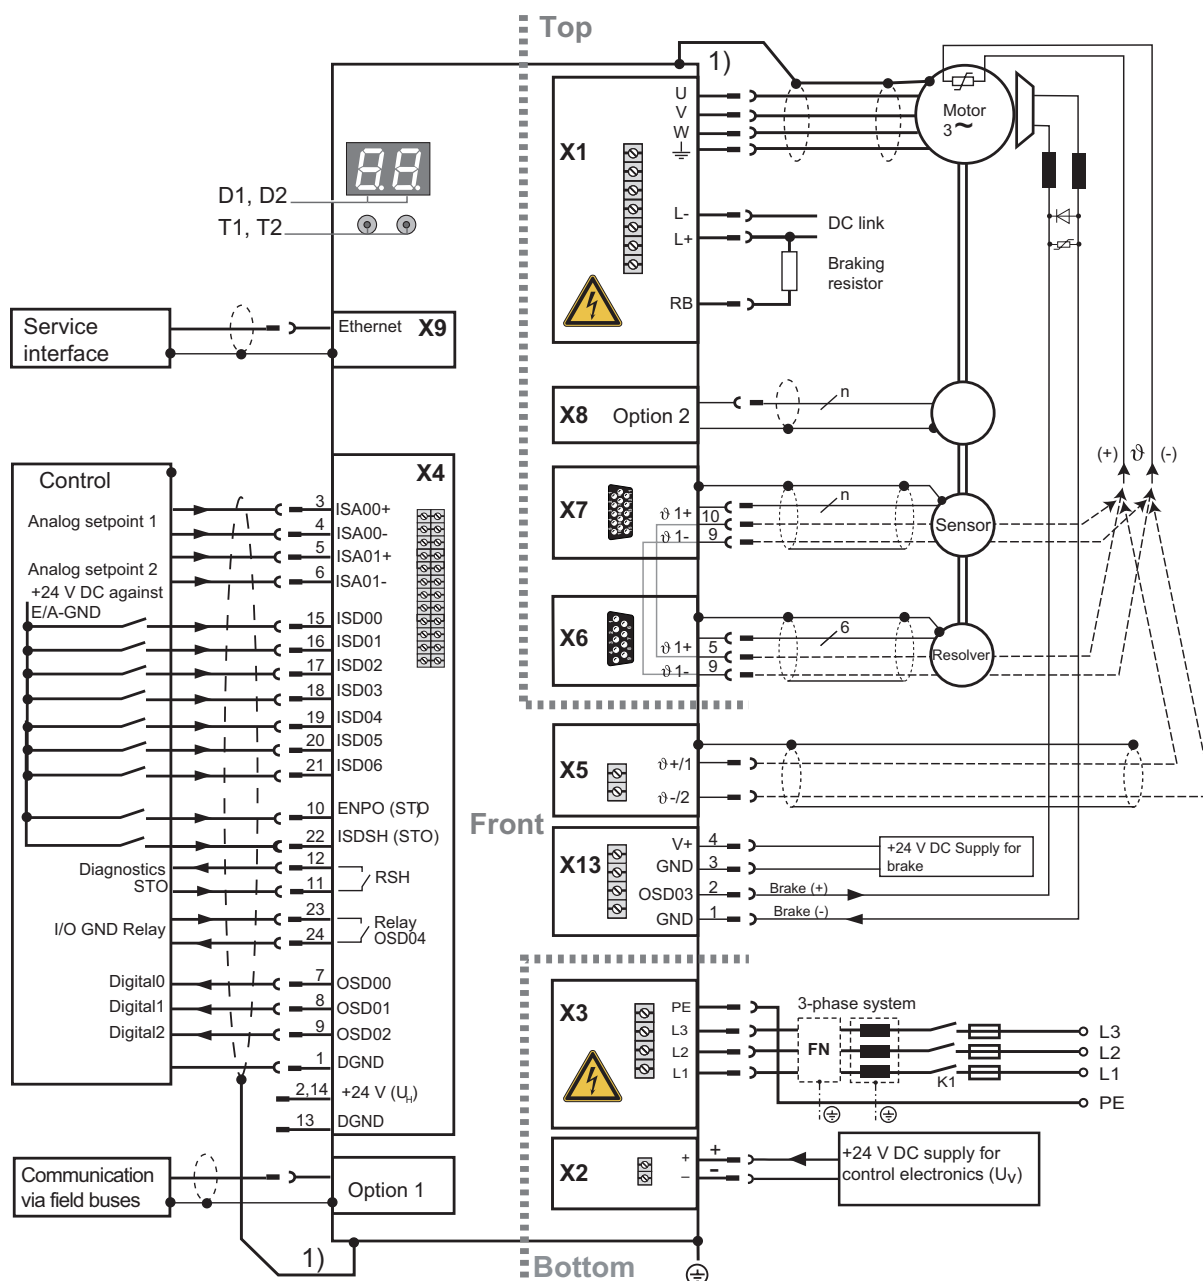 Top
1)
X1
U
V
W
L-
L+
RB
DC link
Braking
resistor
Motor
3~
D1, D2
T1, T2
Service
interface
Ethernet
X9
X8
Option 2
n
X7
ϑ 1+
10
ϑ 1-
9
n
Sensor
(+)
ϑ
(-)
X6
ϑ 1+
5
ϑ 1-
9
6
Resolver
Control
X4
Analog setpoint 1
3
ISA00+
4
ISA00-
5
ISA01+
Analog setpoint 2
6
ISA01-
+24 V DC against
E/A-GND
15
ISD00
16
ISD01
17
ISD02
18
ISD03
19
ISD04
20
ISD05
21
ISD06
10
ENPO (STO)
22
ISDSH (STO)
Diagnostics
STO
12
11
RSH
I/O GND Relay
23
24
Relay
OSD04
Digital0
7
OSD00
Digital1
8
OSD01
Digital2
9
OSD02
1
DGND
2,14
+24 V (UH)
13
DGND
Front
X5
ϑ+/1
ϑ-/2
X13
V+
4
GND
3
OSD03
2
GND
1
+24 V DC Supply for
brake
Brake (+)
Brake (-)
X3
PE
L3
L2
L1
3-phase system
FN
K1
L3
L2
L1
PE
X2
+
–
+
-
+24 V DC supply for
control electronics (UV)
Communication
via field buses
Option 1
1)
Bottom